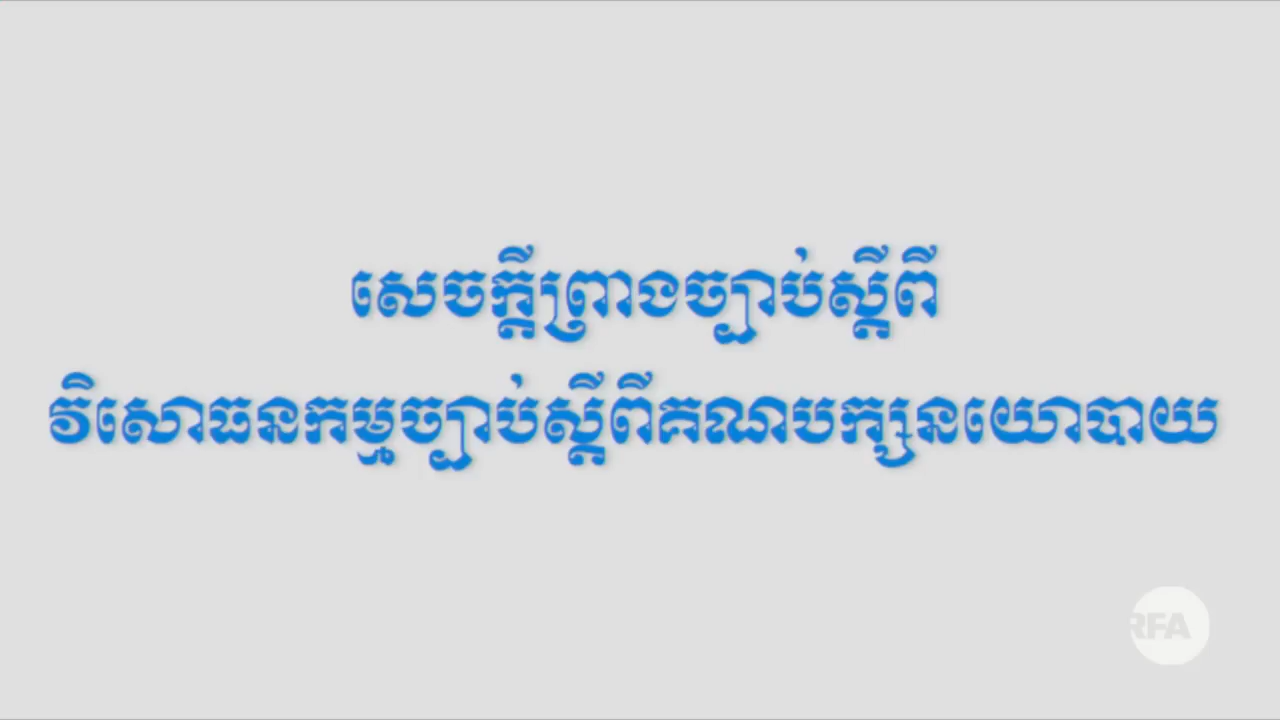 សេចក្ដីព្រាងច្បាប់ស្ដីពី
វិសោធនកម្មច្បាប់ស្ដីពីគណបក្សនយោបាយ
RFA